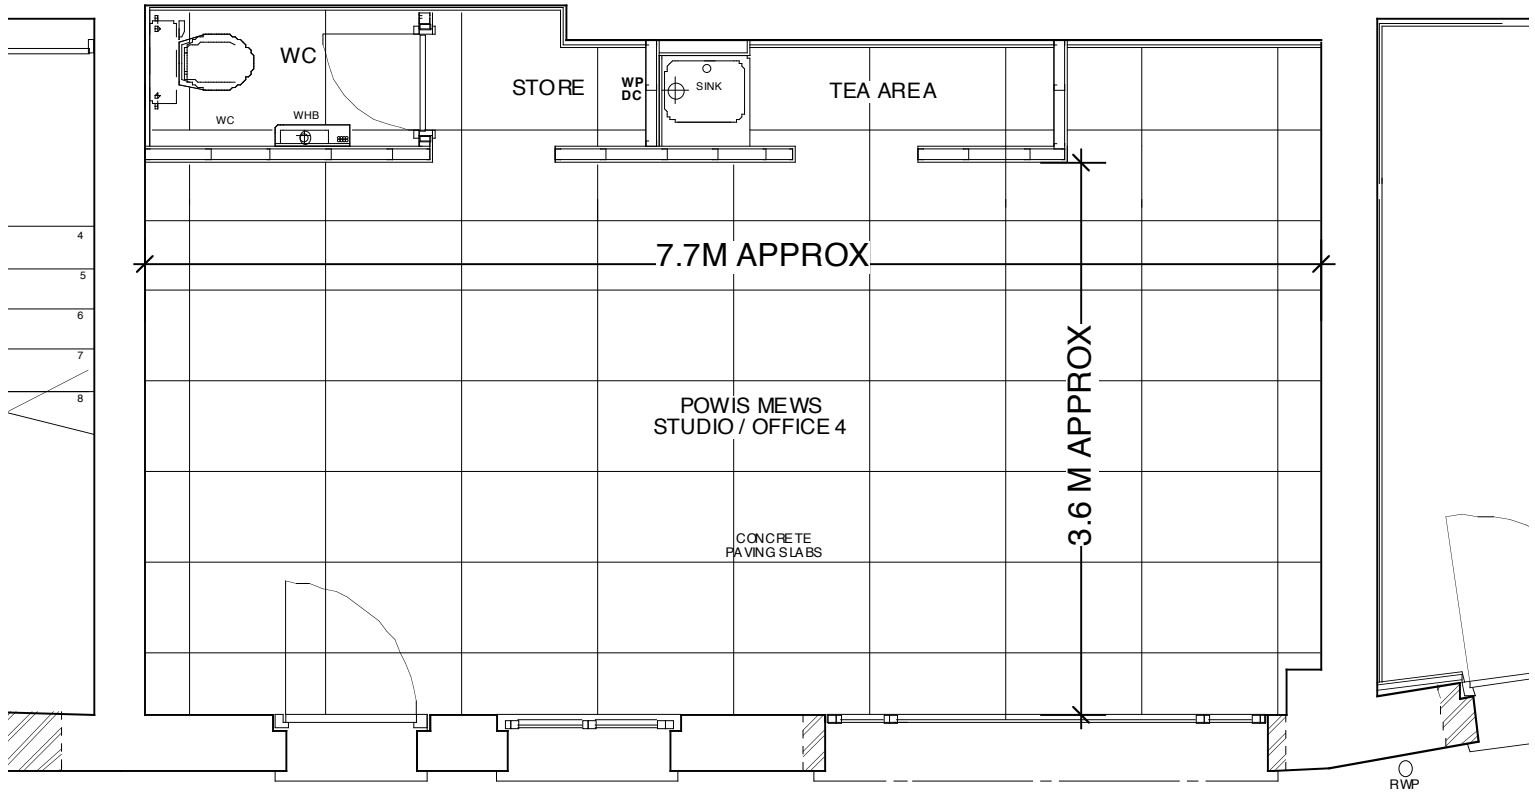 WC
STORE
WP
DC
SINK
TEA AREA
WC
WHB
4
5
6
7
8
7.7M APPROX
3.6 M APPROX
POWIS MEWS
STUDIO / OFFICE 4
CONCRETE
PAVING SLABS
RWP